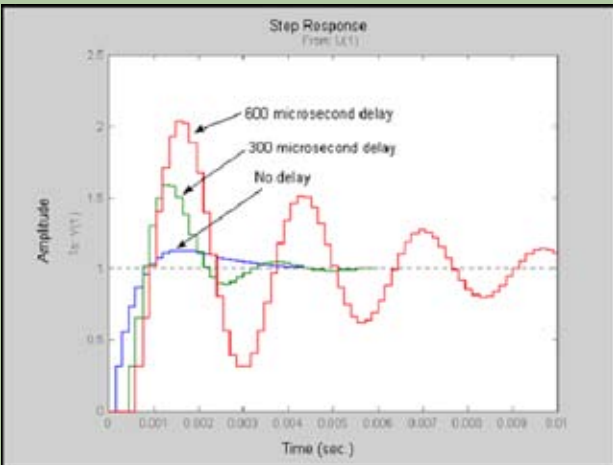 Step Response
From: U(1)
2.5
2
1.5
1
0.5
0
Amplitude
To: Y(1)
600 microsecond delay
300 microsecond delay
No delay
0 0.001 0.002 0.003 0.004 0.005 0.006 0.007 0.008 0.009 0.01
Time (sec.)